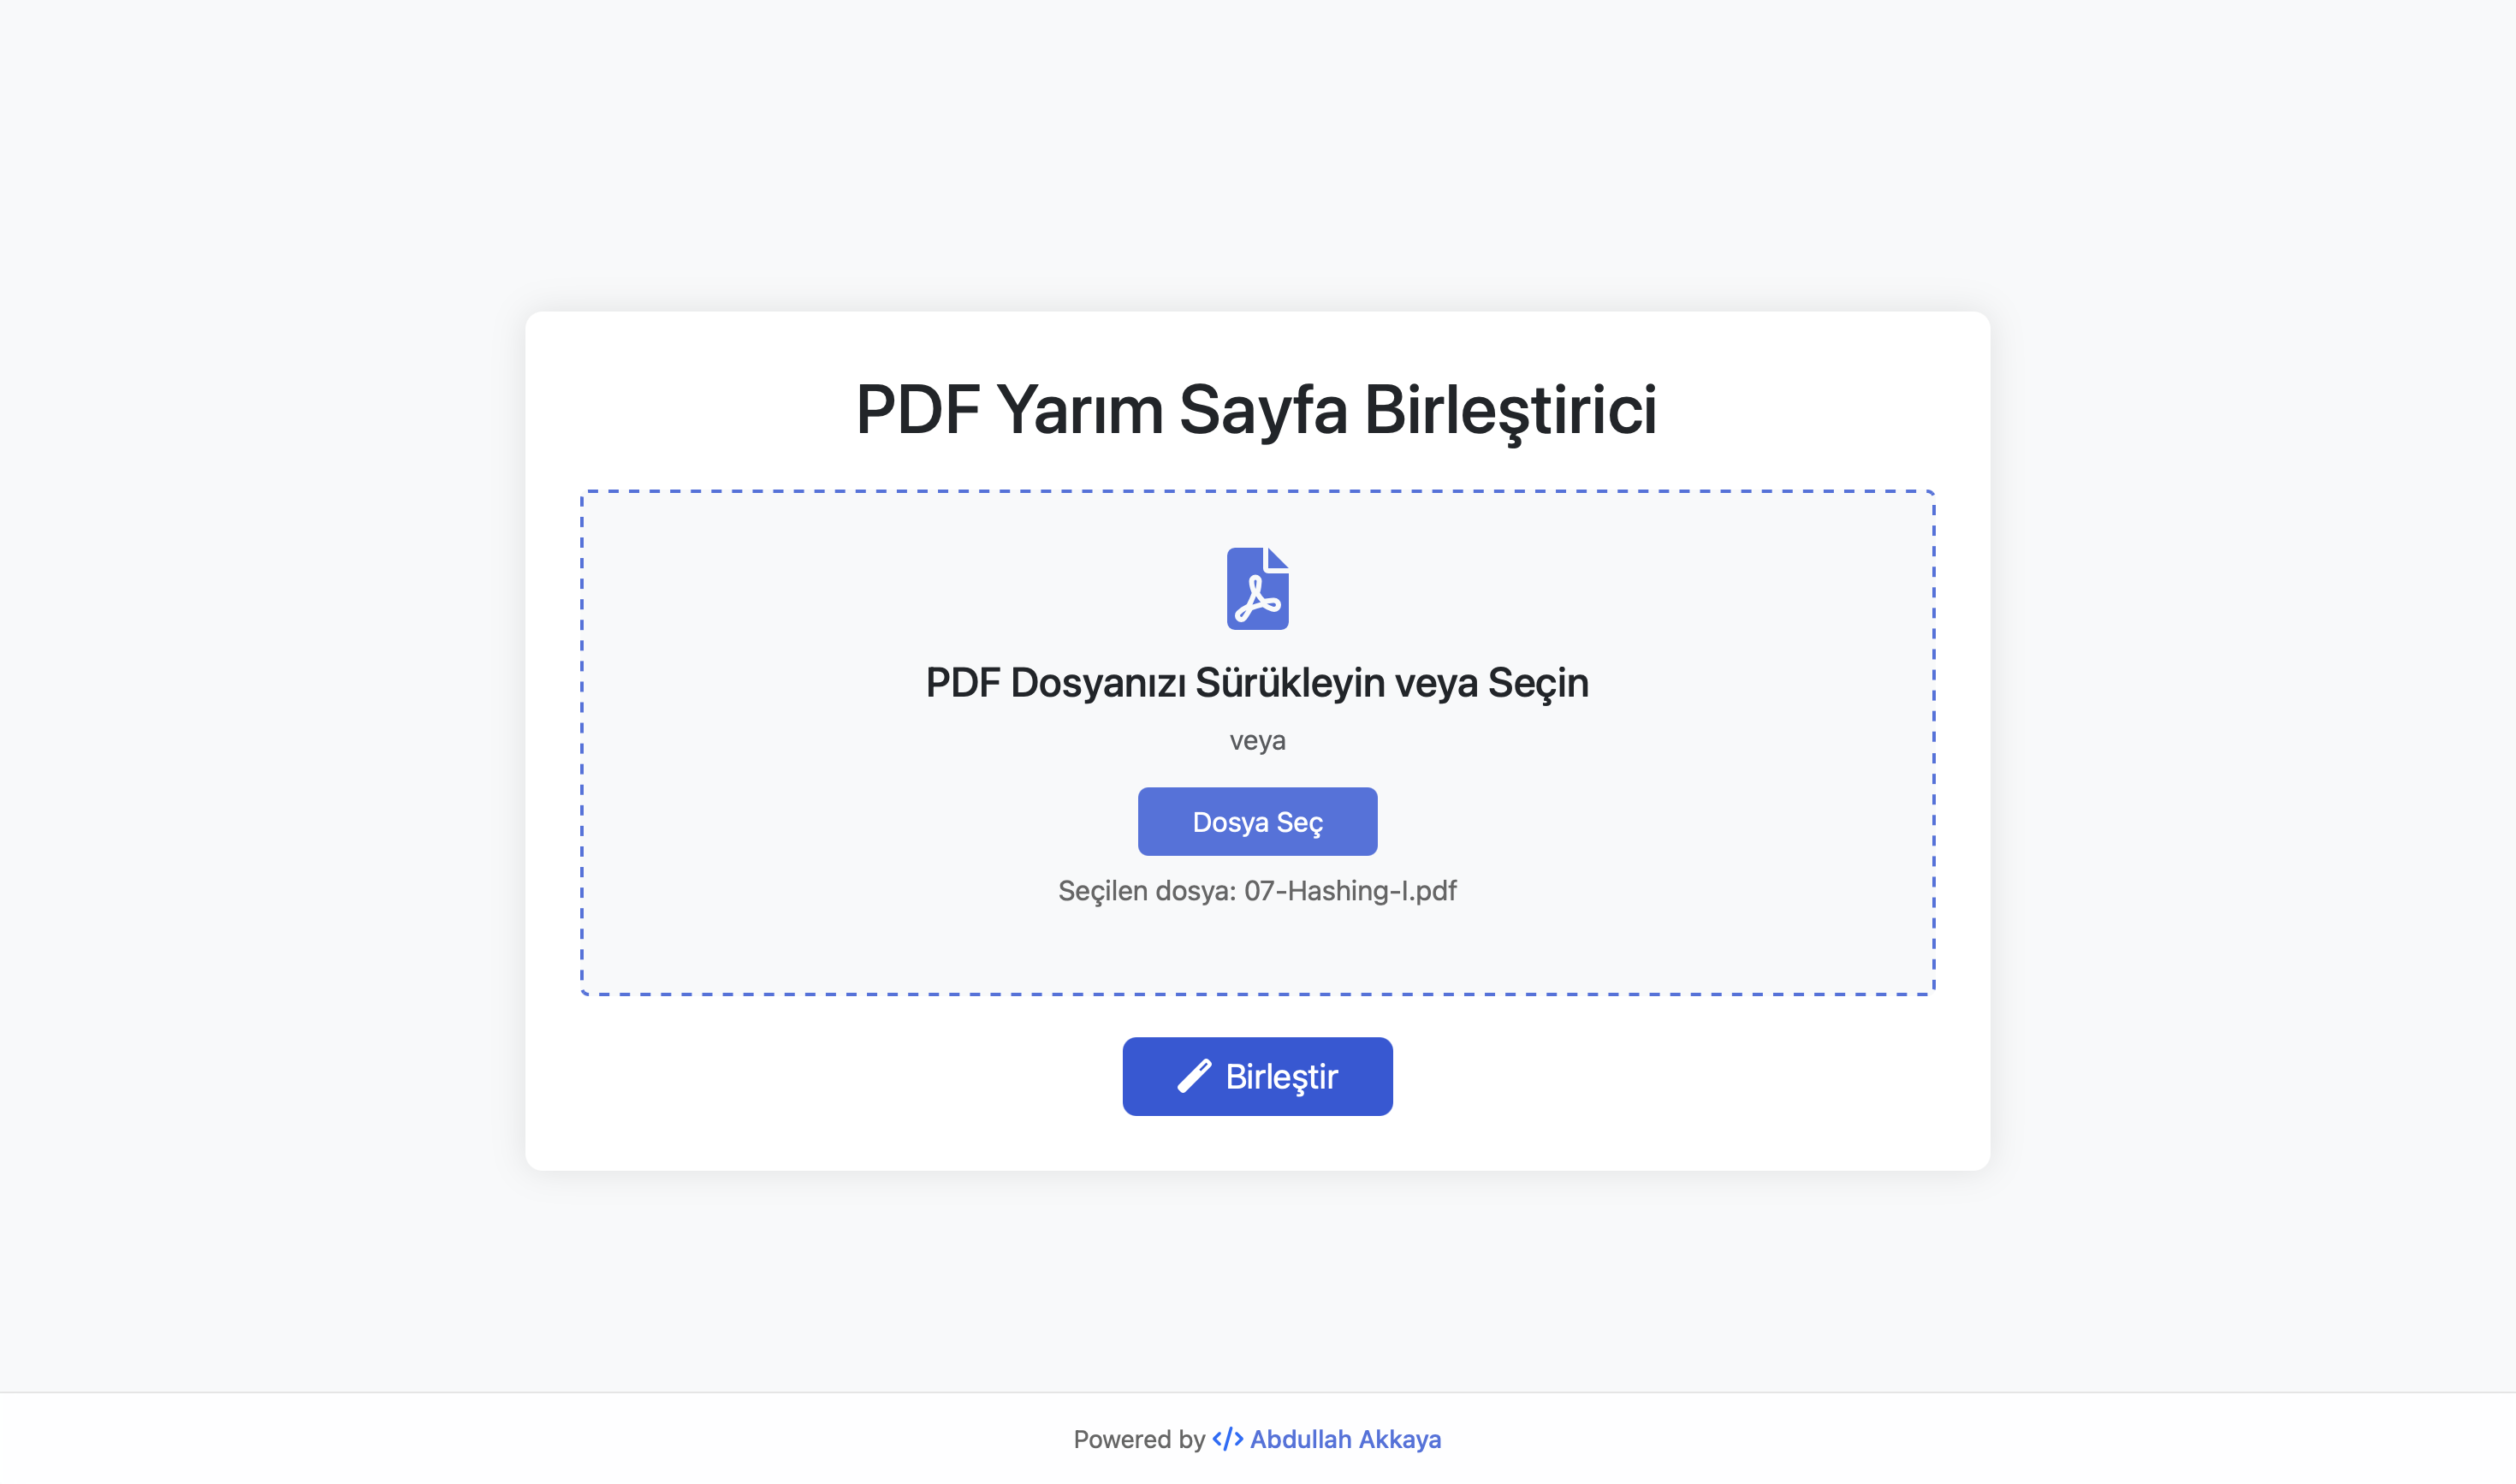 PDF Yarım Sayfa Birleştirici
PDF Dosyanızı Sürükleyin veya Seçin
veya
Dosya Seç
Seçilen dosya: 07-Hashing-I.pdf
Birleştir
Powered by </> Abdullah Akkaya